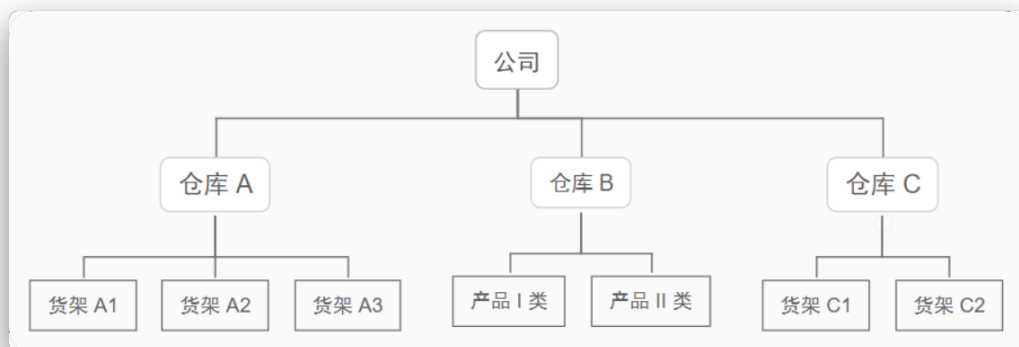 公司
仓库 A
仓库 B
仓库 C
货架 A1
货架 A2
货架 A3
产品 I 类
产品 II 类
货架 C1
货架 C2